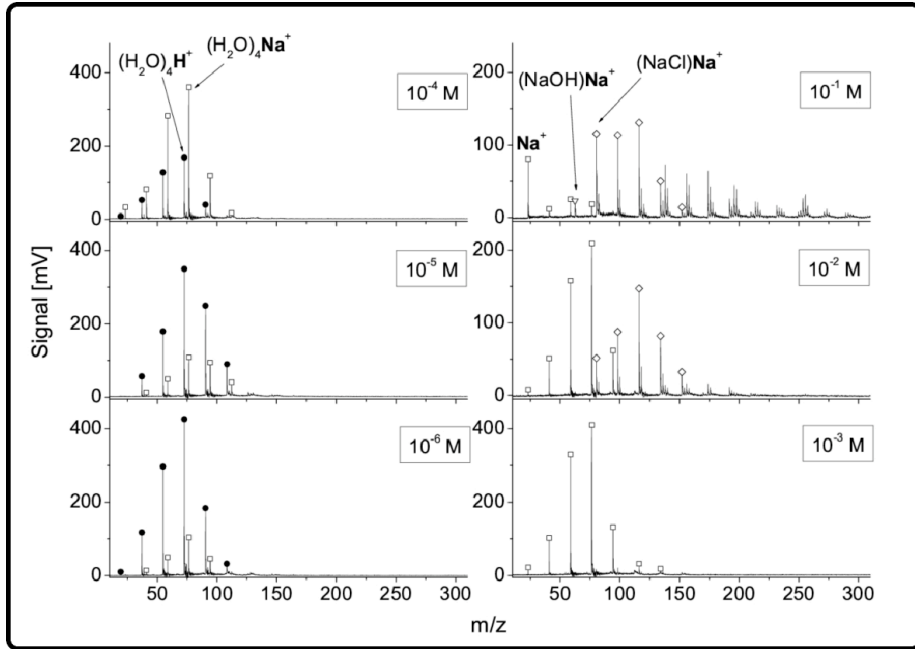 (H₂O)₄Na⁺
(H₂O)₄H⁺
400
200
0
10⁻⁴ M
(NaCl)Na⁺
(NaOH)Na⁺
Na⁺
200
100
0
10⁻¹ M
Signal [mV]
400
200
0
10⁻⁵ M
200
100
0
10⁻² M
400
200
0
10⁻⁶ M
50 100 150 200 250 300
400
200
0
10⁻³ M
50 100 150 200 250 300
m/z